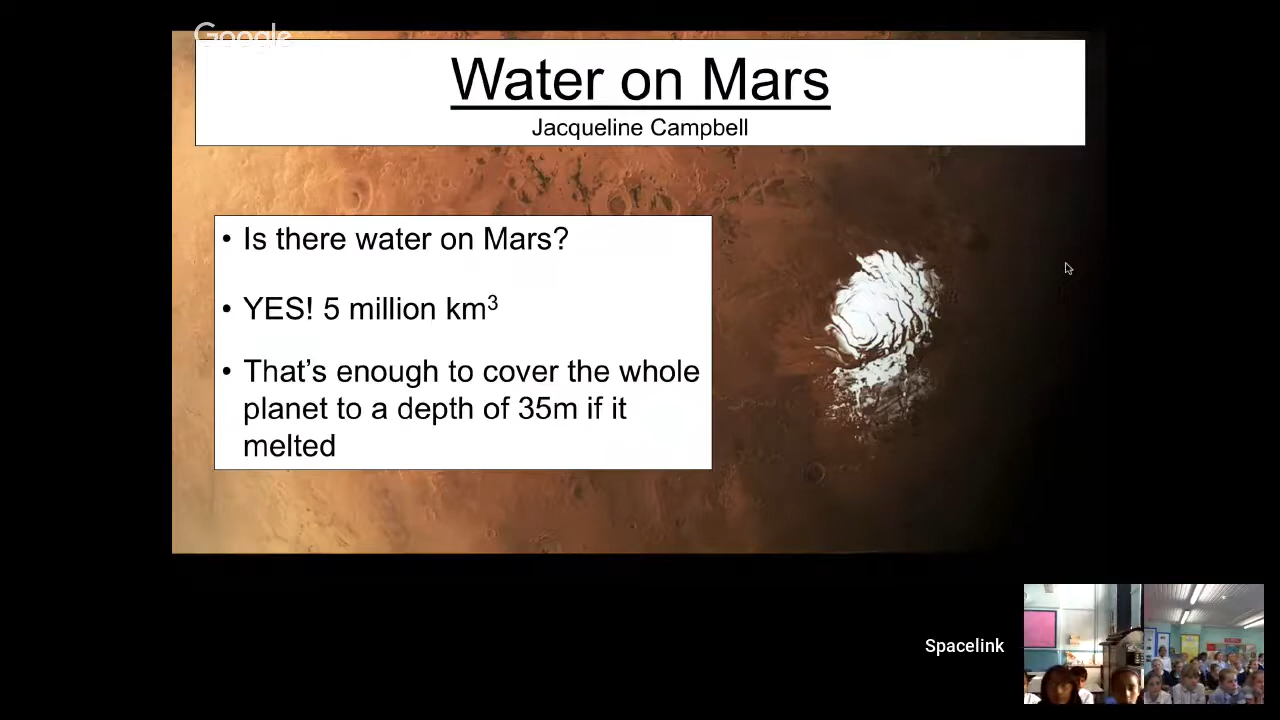 Google
Water on Mars
Jacqueline Campbell
• Is there water on Mars?
• YES! 5 million km³
• That's enough to cover the whole
planet to a depth of 35m if it
melted
Spacelink